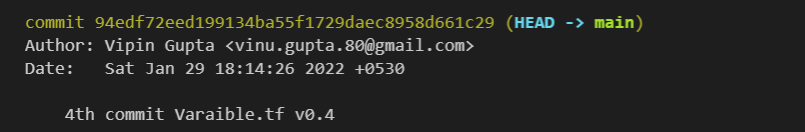 commit 94edf72eed199134ba55f1729daec8958d661c29 (HEAD -> main)
Author: Vipin Gupta <vinu.gupta.80@gmail.com>
Date:   Sat Jan 29 18:14:26 2022 +0530
4th commit Varaible.tf v0.4